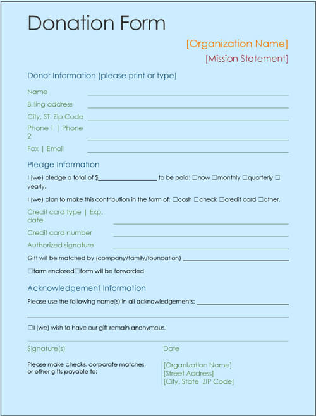 Donation Form
[Organization Name]
[Mission Statement]
Donor Information (please print or type)
Name
Billing address
City, ST Zip Code
Phone 1 | Phone
2
Fax | Email
Pledge Information
I (we) pledge a total of $ to be paid: ☐now ☐monthly ☐quarterly ☐
yearly.
I (we) plan to make this contribution in the form of: ☐cash ☐check ☐credit card ☐other.
Credit card type | Exp.
date
Credit card number
Authorized signature
Gift will be matched by (company/family/foundation)
☐form enclosed ☐form will be forwarded
Acknowledgement Information
Please use the following name(s) in all acknowledgements:
☐I (we) wish to have our gift remain anonymous.
Signature(s) Date
Please make checks, corporate matches
or other gifts payable to:
[Organization Name]
[Street Address]
[City, State ZIP Code]